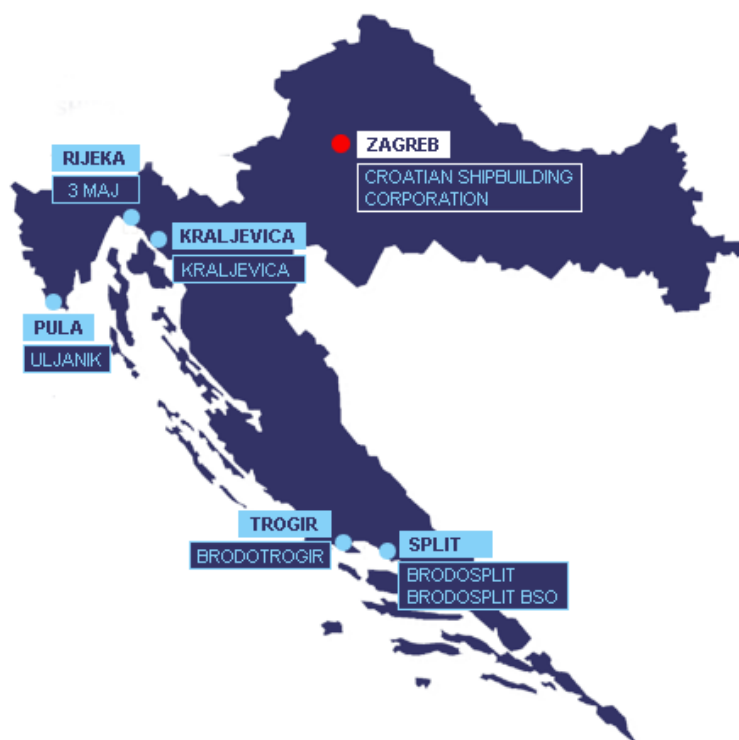 ZAGREB
CROATIAN SHIPBUILDING
CORPORATION
RIJEKA
3 MAJ
KRALJEVICA
KRALJEVICA
PULA
ULJANIK
TROGIR
BRODOTROGIR
SPLIT
BRODOSPLIT
BRODOSPLIT BSO